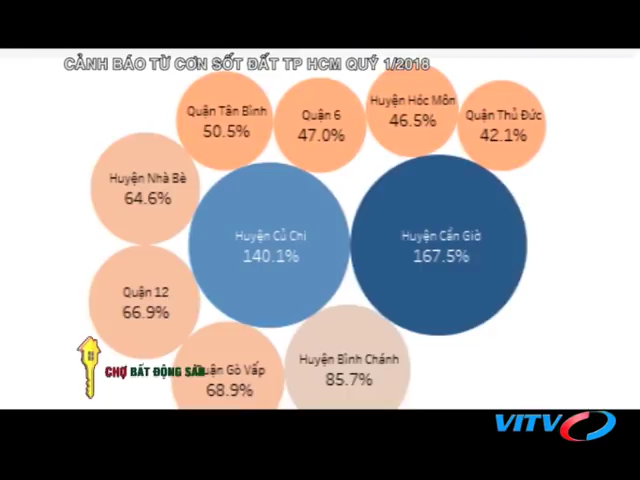 CẢNH BÁO TỪ CƠN SỐT ĐẤT TP HCM QUÝ 1/2018
Quận Tân Bình
50.5%
Quận 6
47.0%
Huyện Hóc Môn
46.5%
Quận Thủ Đức
42.1%
Huyện Nhà Bè
64.6%
Huyện Củ Chi
140.1%
Huyện Cần Giờ
167.5%
Quận 12
66.9%
Quận Gò Vấp
68.9%
Huyện Bình Chánh
85.7%
CHỢ BẤT ĐỘNG SẢN
VITV